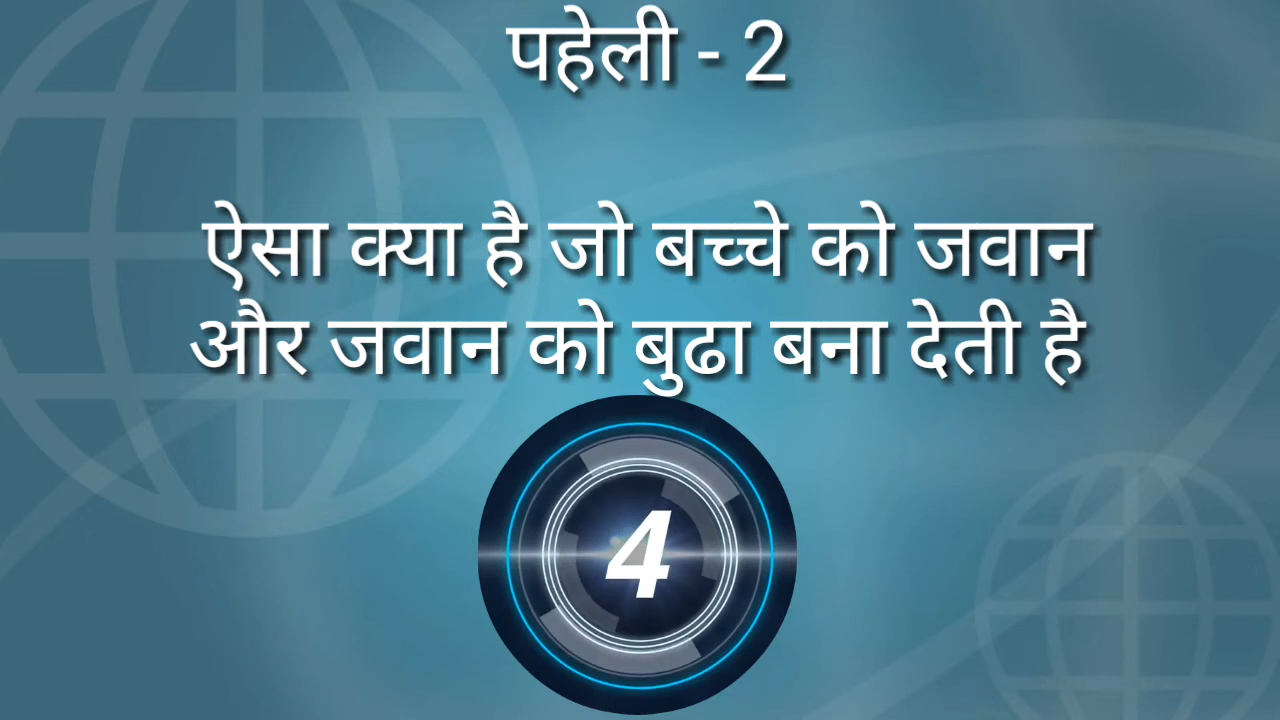 पहेली - 2
ऐसा क्या है जो बच्चे को जवान
और जवान को बुढा बना देती है
4